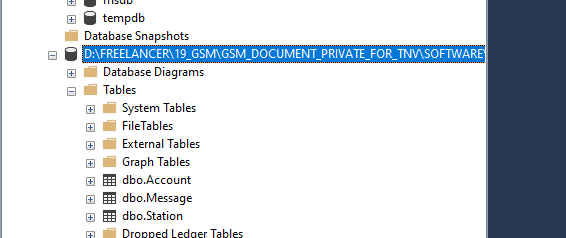 msdb
tempdb
Database Snapshots
D:\FREELANCER\19_GSM\GSM_DOCUMENT_PRIVATE_FOR_TNV\SOFTWARE\
Database Diagrams
Tables
System Tables
FileTables
External Tables
Graph Tables
dbo.Account
dbo.Message
dbo.Station
Dropped Ledger Tables